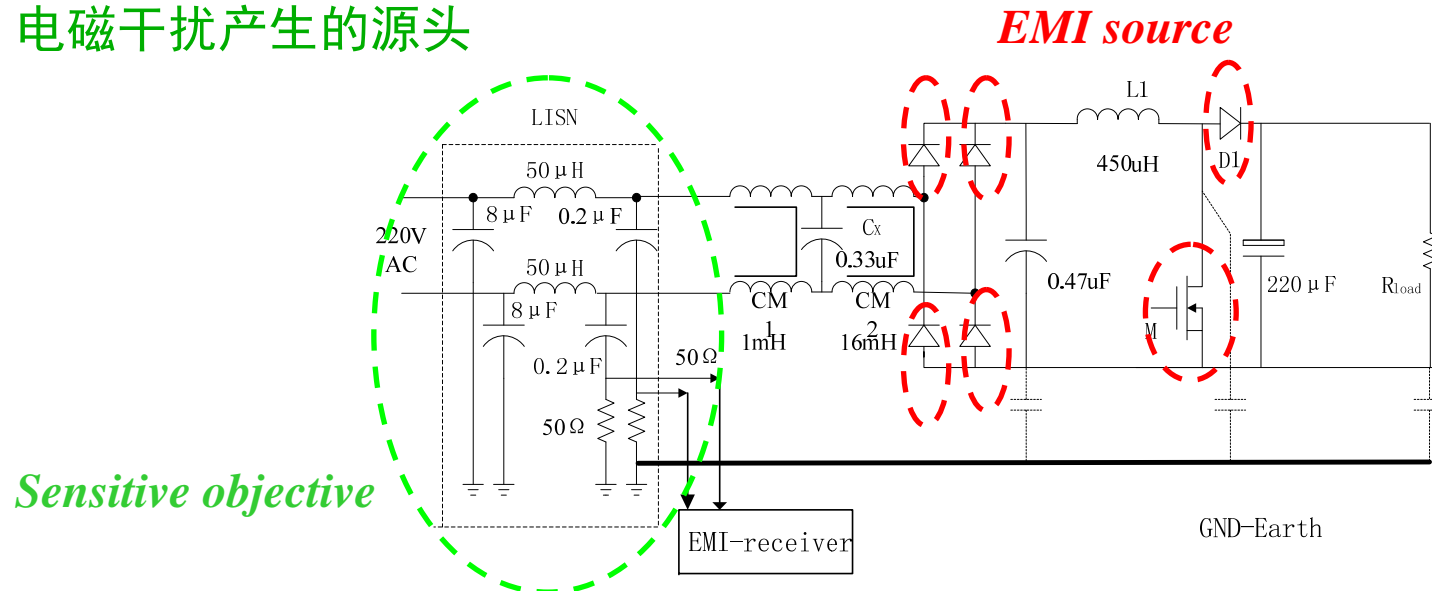 电磁干扰产生的源头
EMI source
LISN
L1
50μH
450uH
D1
8μF
0.2μF
220V
AC
Cx
0.33uF
50μH
0.47uF
220μF
Rload
8μF
CM
1
1mH
CM
2
16mH
M
0.2μF
50Ω
50Ω
Sensitive objective
EMI-receiver
GND-Earth